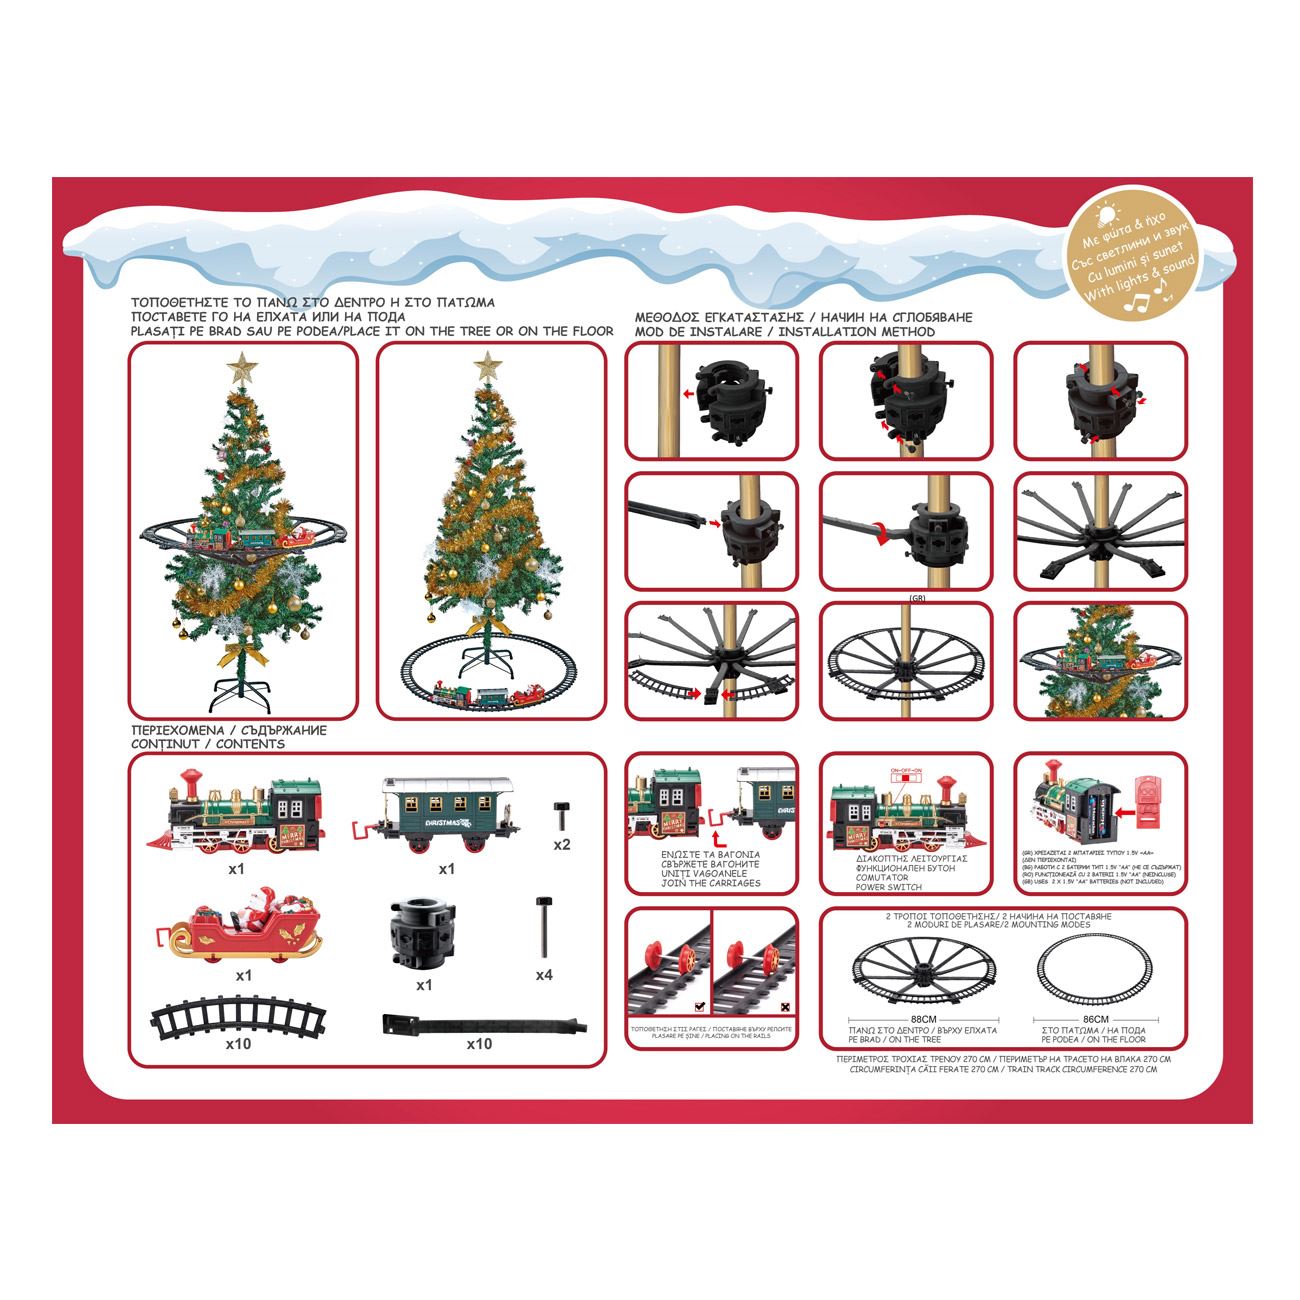 Με φώτα & ήχο
Със светлини и звук
Cu lumini și sunet
With lights & sound
ΤΟΠΟΘΕΤΗΣΤΕ ΤΟ ΠΑΝΩ ΣΤΟ ΔΕΝΤΡΟ Η ΣΤΟ ΠΑΤΩΜΑ
ПОСТАВЕТЕ ГО НА ЕЛХАТА ИЛИ НА ПОДА
PLASAȚI PE BRAD SAU PE PODEA/PLACE IT ON THE TREE OR ON THE FLOOR
ΜΕΘΟΔΟΣ ΕΓΚΑΤΑΣΤΑΣΗΣ / НАЧИН НА СГЛОБЯВАНЕ
MOD DE INSTALARE / INSTALLATION METHOD
(GR)
ΠΕΡΙΕΧΟΜΕΝΑ / СЪДЪРЖАНИЕ
CONȚINUT / CONTENTS
CHRISTMAS
x1
x1
x2
x1
x1
x4
x10
x10
ΕΝΩΣΤΕ ΤΑ ΒΑΓΟΝΙΑ
СВЪРЖЕТЕ ВАГОНИТЕ
UNIȚI VAGOANELE
JOIN THE CARRIAGES
ON-OFF-ON
ΔΙΑΚΟΠΤΗΣ ΛΕΙΤΟΥΡΓΙΑΣ
ФУНКЦИОНАЛЕН БУТОН
COMUTATOR
POWER SWITCH
(GR) ΧΡΕΙΑΖΕΤΑΙ 2 ΜΠΑΤΑΡΙΕΣ ΤΥΠΟΥ 1.5V «AA»
(ΔΕΝ ΠΕΡΙΕΧΟΝΤΑΙ)
(BG) РАБОТИ С 2 БАТЕРИИ ТИП 1.5V "AA" (НЕ СЕ СЪДЪРЖАТ)
(RO) FUNCȚIONEAZĂ CU 2 BATERII 1.5V "AA" (NEINCLUSE)
(GB) USES 2 X 1.5V "AA" BATTERIES (NOT INCLUDED)
ΤΟΠΟΘΕΤΗΣΗ ΣΤΙΣ ΡΑΓΕΣ / ПОСТАВЯНЕ ВЪРХУ РЕЛСИТЕ
PLASARE PE ȘINE / PLACING ON THE RAILS
2 ΤΡΟΠΟΙ ΤΟΠΟΘΕΤΗΣΗΣ/ 2 НАЧИНА НА ПОСТАВЯНЕ
2 MODURI DE PLASARE/2 MOUNTING MODES
88CM
86CM
ΠΑΝΩ ΣΤΟ ΔΕΝΤΡΟ / ВЪРХУ ЕЛХАТА
PE BRAD / ON THE TREE
ΣΤΟ ΠΑΤΩΜΑ / НА ПОДА
PE PODEA / ON THE FLOOR
ΠΕΡΙΜΕΤΡΟΣ ΤΡΟΧΙΑΣ ΤΡΕΝΟΥ 270 CM / ПЕРИМЕТЪР НА ТРАСЕТО НА ВЛАКА 270 CM
CIRCUMFERINȚA CĂII FERATE 270 CM / TRAIN TRACK CIRCUMFERENCE 270 CM